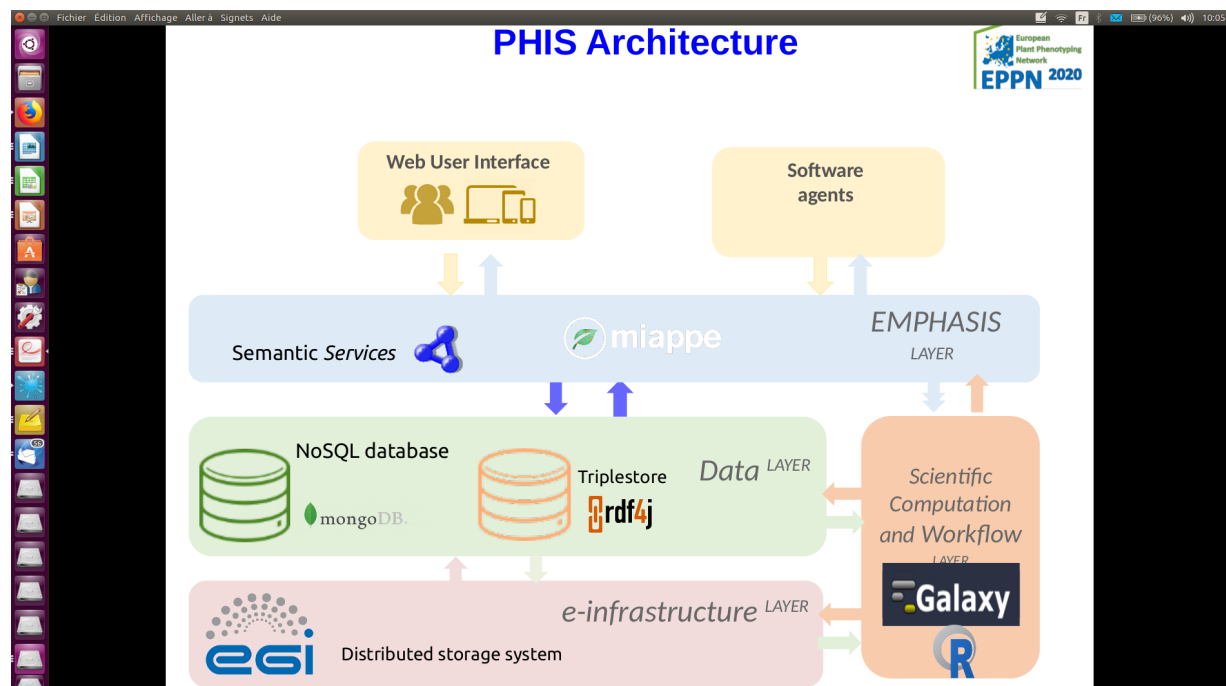 Fichier Édition Affichage Aller à Signets Aide
Fr (96%) 10:05
PHIS Architecture
European
Plant Phenotyping
Network
EPPN 2020
Web User Interface
Software
agents
Semantic Services
miappe
EMPHASIS
LAYER
NoSQL database
mongoDB.
Triplestore
rdf4j
Data LAYER
Scientific
Computation
and Workflow
LAYER
Galaxy
R
e-infrastructure LAYER
egi
Distributed storage system